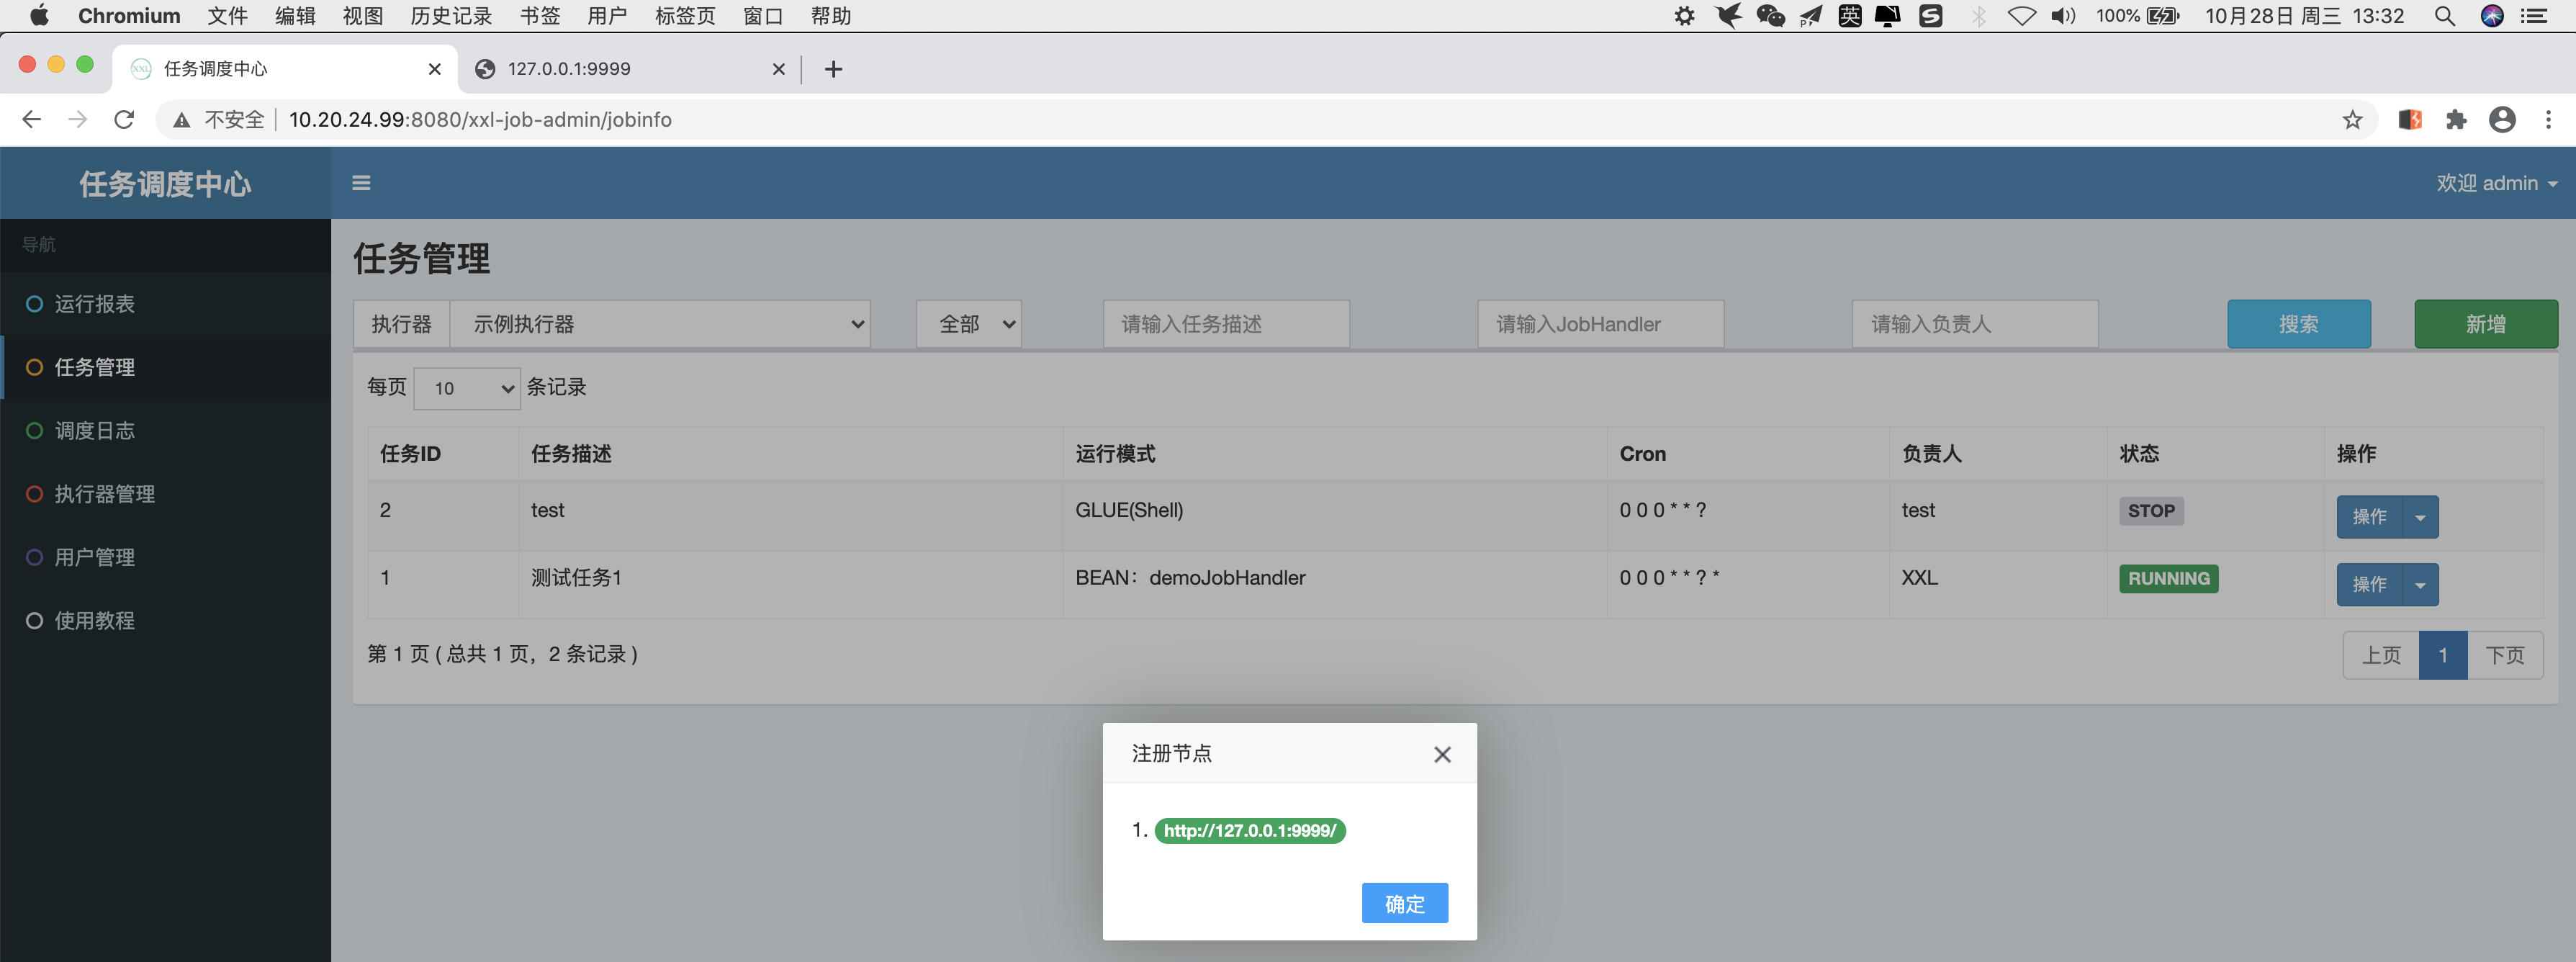 Chromium 文件 编辑 视图 历史记录 书签 用户 标签页 窗口 帮助 英 100% 10月28日 周三 13:32
任务调度中心 127.0.0.1:9999
不安全 10.20.24.99:8080/xxl-job-admin/jobinfo
任务调度中心 欢迎 admin
导航
运行报表
任务管理
调度日志
执行器管理
用户管理
使用教程
任务管理
执行器 示例执行器 全部 请输入任务描述 请输入JobHandler 请输入负责人 搜索 新增
每页 10 条记录
任务ID 任务描述 运行模式 Cron 负责人 状态 操作
2 test GLUE(Shell) 0 0 0 * * ? test STOP 操作
1 测试任务1 BEAN：demoJobHandler 0 0 0 * * ? * XXL RUNNING 操作
第 1 页 ( 总共 1 页，2 条记录 ) 上页 1 下页
注册节点
1. http://127.0.0.1:9999/
确定